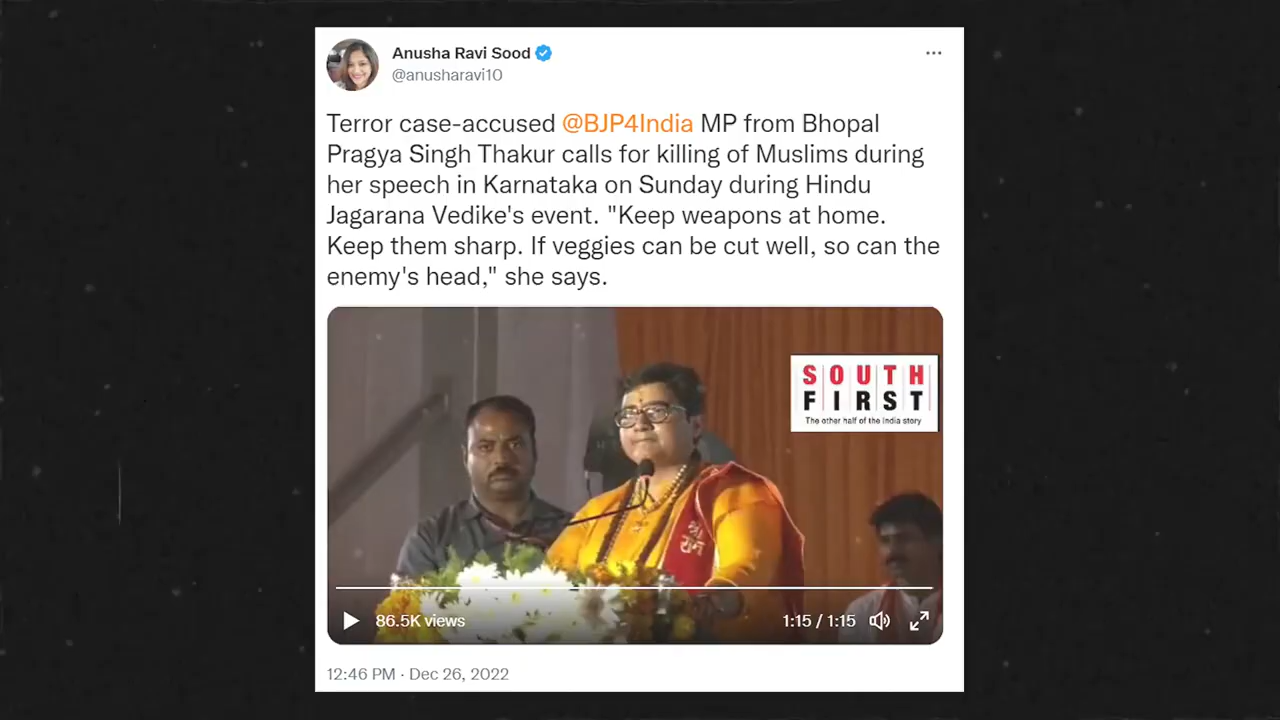 Anusha Ravi Sood
@anusharavi10
Terror case-accused @BJP4India MP from Bhopal
Pragya Singh Thakur calls for killing of Muslims during
her speech in Karnataka on Sunday during Hindu
Jagarana Vedike's event. "Keep weapons at home.
Keep them sharp. If veggies can be cut well, so can the
enemy's head," she says.
SOUTH
FIRST
The other half of the India story
86.5K views
1:15 / 1:15
12:46 PM · Dec 26, 2022